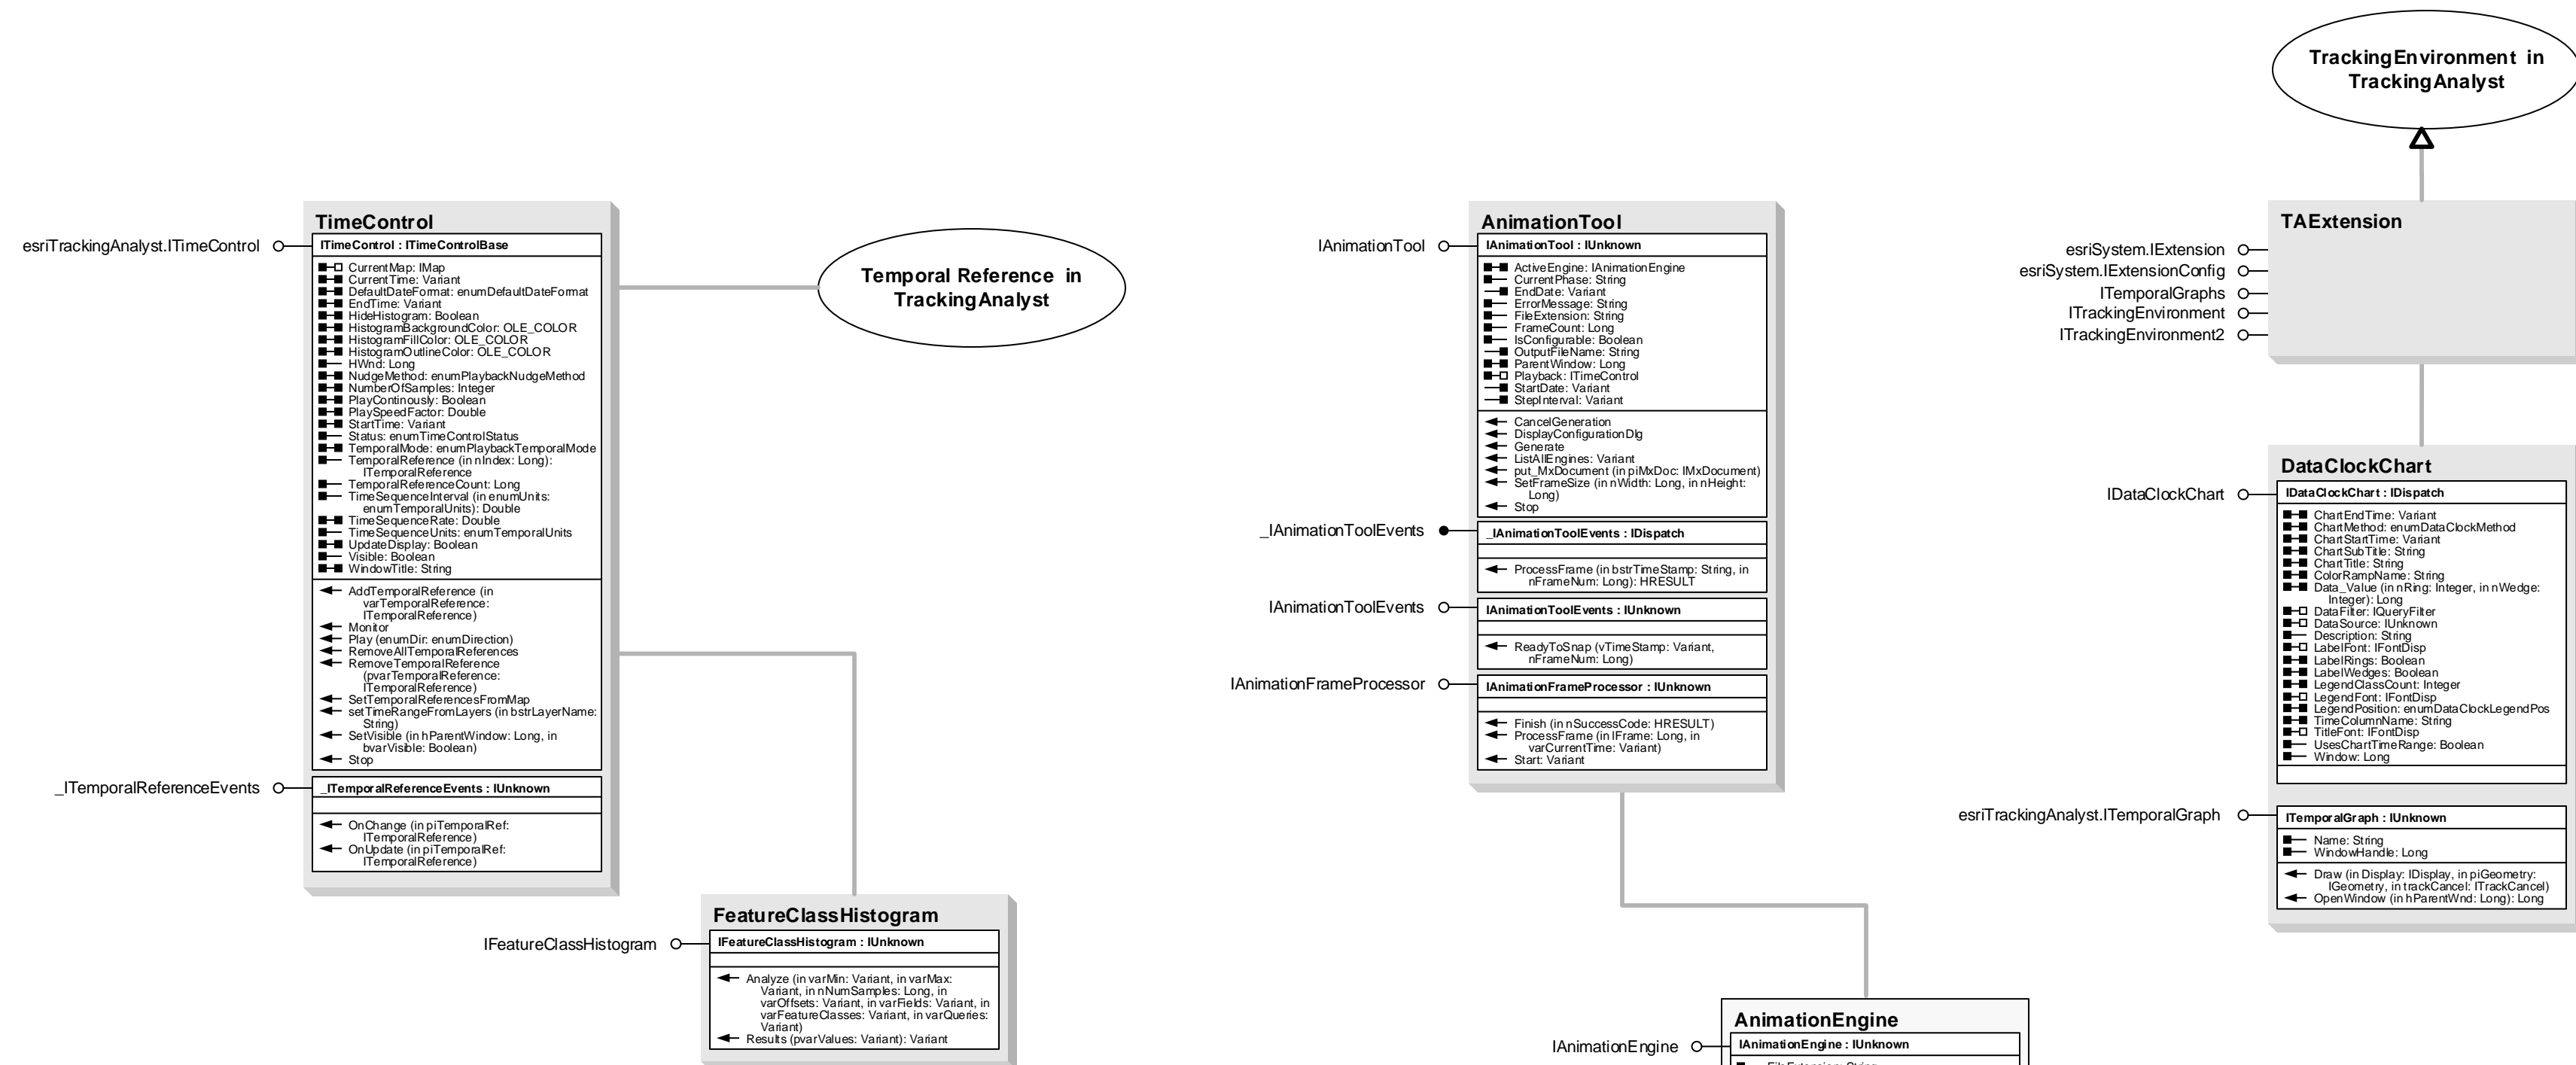 TrackingEnvironment in
TrackingAnalyst
TimeControl
esriTrackingAnalyst.ITimeControl
ITimeControl : ITimeControlBase
CurrentMap: IMap
CurrentTime: Variant
DefaultDateFormat: enumDefaultDateFormat
EndTime: Variant
HideHistogram: Boolean
HistogramBackgroundColor: OLE_COLOR
HistogramFillColor: OLE_COLOR
HistogramOutlineColor: OLE_COLOR
HWnd: Long
NudgeMethod: enumPlaybackNudgeMethod
NumberOfSamples: Integer
PlayContinously: Boolean
PlaySpeedFactor: Double
StartTime: Variant
Status: enumTimeControlStatus
TemporalMode: enumPlaybackTemporalMode
TemporalReference (in nIndex: Long):
ITemporalReference
TemporalReferenceCount: Long
TimeSequenceInterval (in enumUnits:
enumTemporalUnits): Double
TimeSequenceRate: Double
TimeSequenceUnits: enumTemporalUnits
UpdateDisplay: Boolean
Visible: Boolean
WindowTitle: String
AddTemporalReference (in
varTemporalReference:
ITemporalReference)
Monitor
Play (enumDir: enumDirection)
RemoveAllTemporalReferences
RemoveTemporalReference
(pvarTemporalReference:
ITemporalReference)
SetTemporalReferencesFromMap
setTimeRangeFromLayers (in bstrLayerName:
String)
SetVisible (in hParentWindow: Long, in
bvarVisible: Boolean)
Stop
_ITemporalReferenceEvents
_ITemporalReferenceEvents : IUnknown
OnChange (in piTemporalRef:
ITemporalReference)
OnUpdate (in piTemporalRef:
ITemporalReference)
Temporal Reference in
TrackingAnalyst
FeatureClassHistogram
IFeatureClassHistogram
IFeatureClassHistogram : IUnknown
Analyze (in varMin: Variant, in varMax:
Variant, in nNumSamples: Long, in
varOffsets: Variant, in varFields: Variant, in
varFeatureClasses: Variant, in varQueries:
Variant)
Results (pvarValues: Variant): Variant
AnimationTool
IAnimationTool
IAnimationTool : IUnknown
ActiveEngine: IAnimationEngine
CurrentPhase: String
EndDate: Variant
ErrorMessage: String
FileExtension: String
FrameCount: Long
IsConfigurable: Boolean
OutputFileName: String
ParentWindow: Long
Playback: ITimeControl
StartDate: Variant
StepInterval: Variant
CancelGeneration
DisplayConfigurationDlg
Generate
ListAllEngines: Variant
put_MxDocument (in piMxDoc: IMxDocument)
SetFrameSize (in nWidth: Long, in nHeight:
Long)
Stop
_IAnimationToolEvents
_IAnimationToolEvents : IDispatch
ProcessFrame (in bstrTimeStamp: String, in
nFrameNum: Long): HRESULT
IAnimationToolEvents
IAnimationToolEvents : IUnknown
ReadyToSnap (vTimeStamp: Variant,
nFrameNum: Long)
IAnimationFrameProcessor
IAnimationFrameProcessor : IUnknown
Finish (in nSuccessCode: HRESULT)
ProcessFrame (in lFrame: Long, in
varCurrentTime: Variant)
Start: Variant
AnimationEngine
IAnimationEngine
IAnimationEngine : IUnknown
FileExtension: String
TAExtension
esriSystem.IExtension
esriSystem.IExtensionConfig
ITemporalGraphs
ITrackingEnvironment
ITrackingEnvironment2
DataClockChart
IDataClockChart
IDataClockChart : IDispatch
ChartEndTime: Variant
ChartMethod: enumDataClockMethod
ChartStartTime: Variant
ChartSubTitle: String
ChartTitle: String
ColorRampName: String
Data_Value (in nRing: Integer, in nWedge:
Integer): Long
DataFilter: IQueryFilter
DataSource: IUnknown
Description: String
LabelFont: IFontDisp
LabelRings: Boolean
LabelWedges: Boolean
LegendClassCount: Integer
LegendFont: IFontDisp
LegendPosition: enumDataClockLegendPos
TimeColumnName: String
TitleFont: IFontDisp
UsesChartTimeRange: Boolean
Window: Long
esriTrackingAnalyst.ITemporalGraph
ITemporalGraph : IUnknown
Name: String
WindowHandle: Long
Draw (in Display: IDisplay, in piGeometry:
IGeometry, in trackCancel: ITrackCancel)
OpenWindow (in hParentWnd: Long): Long